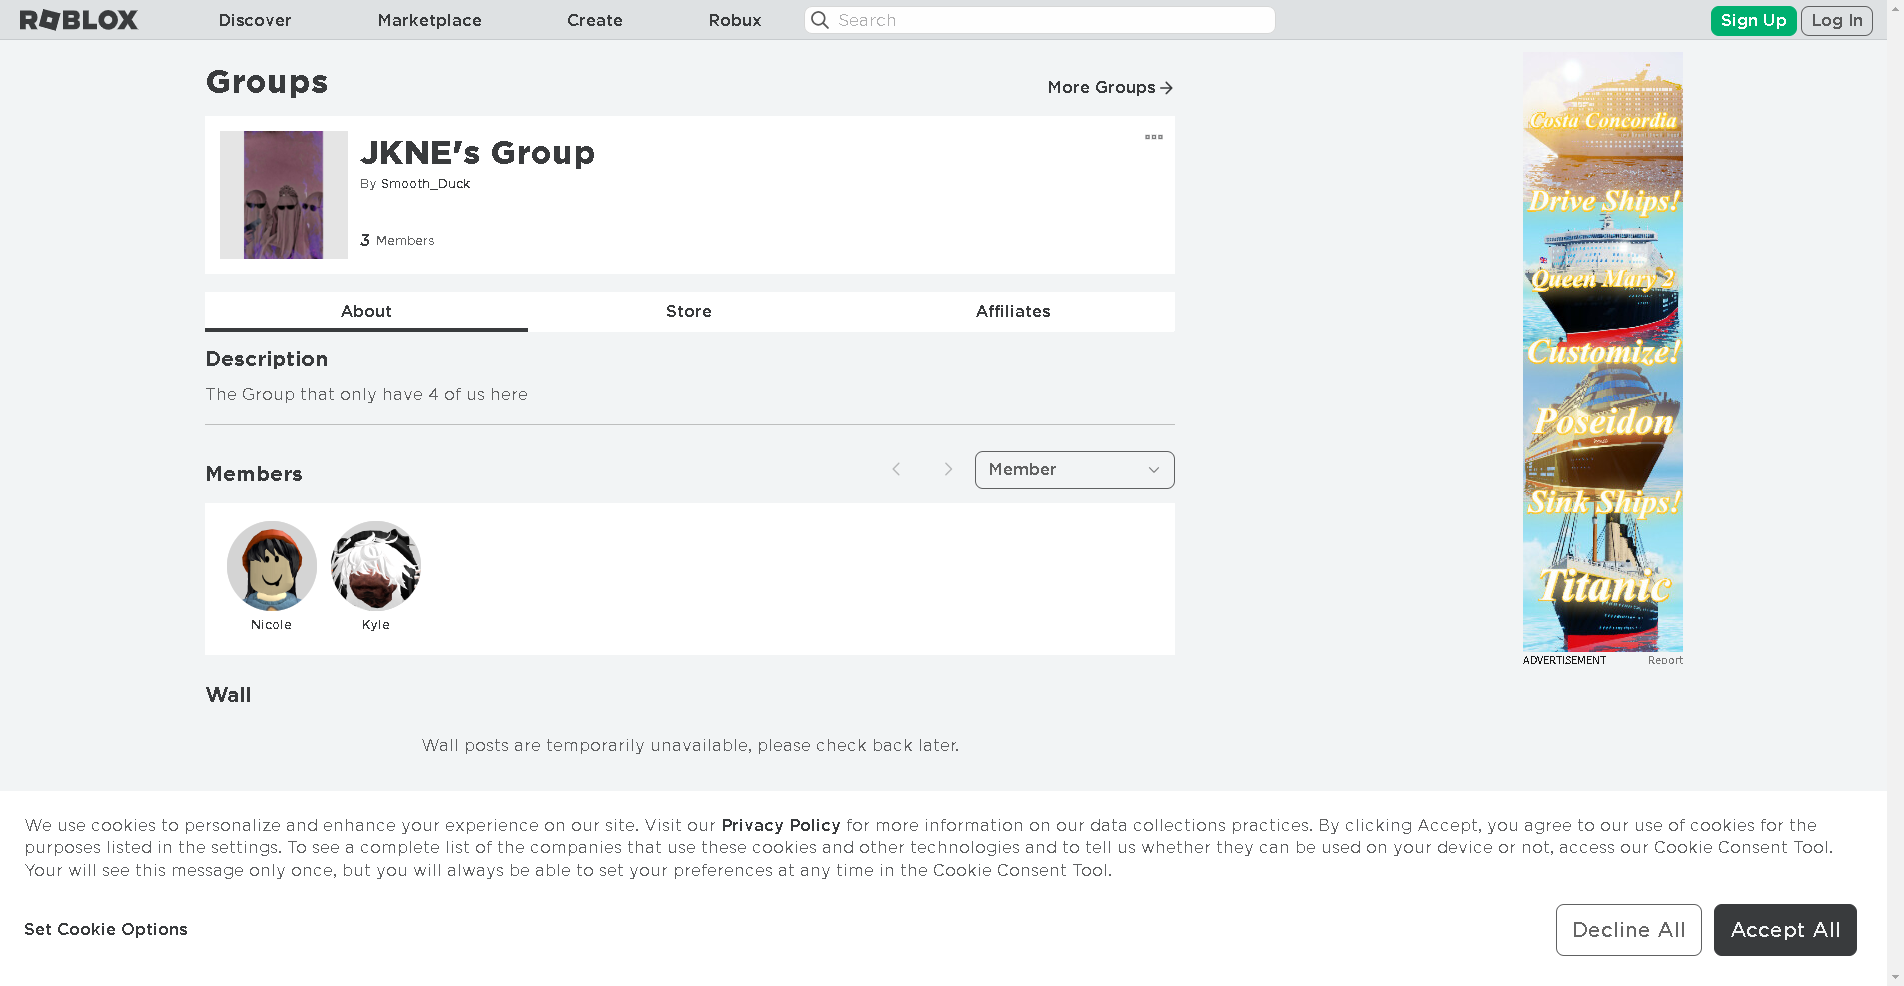 ROBLOX
Discover
Marketplace
Create
Robux
Search
Sign Up
Log In
Groups
More Groups
JKNE's Group
By Smooth_Duck
3 Members
About
Store
Affiliates
Description
The Group that only have 4 of us here
Members
Member
Nicole
Kyle
Wall
Wall posts are temporarily unavailable, please check back later.
Costa Concordia
Drive Ships!
Queen Mary 2
Customize!
Poseidon
Sink Ships!
Titanic
ADVERTISEMENT
Report
We use cookies to personalize and enhance your experience on our site. Visit our Privacy Policy for more information on our data collections practices. By clicking Accept, you agree to our use of cookies for the
purposes listed in the settings. To see a complete list of the companies that use these cookies and other technologies and to tell us whether they can be used on your device or not, access our Cookie Consent Tool.
Your will see this message only once, but you will always be able to set your preferences at any time in the Cookie Consent Tool.
Set Cookie Options
Decline All
Accept All